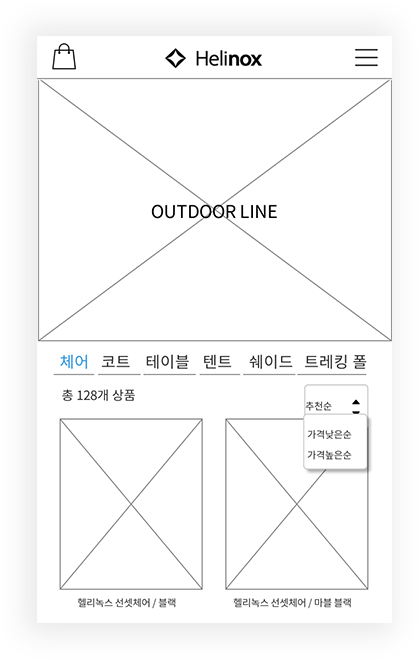 Helinox
OUTDOOR LINE
체어 코트 테이블 텐트 쉐이드 트레킹 폴
총 128개 상품
추천순
가격낮은순
가격높은순
헬리녹스 선셋체어 / 블랙
헬리녹스 선셋체어 / 마블 블랙